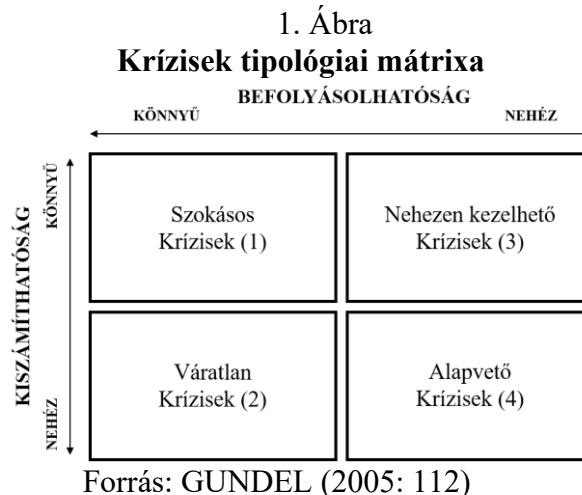 1. Ábra
Krízisek tipológiai mátrixa
BEFOLYÁSOLHATÓSÁG
KÖNNYŰ
NEHÉZ
KISZÁMÍTHATÓSÁG
KÖNNYŰ
NEHÉZ
Szokásos
Krízisek (1)
Nehezen kezelhető
Krízisek (3)
Váratlan
Krízisek (2)
Alapvető
Krízisek (4)
Forrás: GUNDEL (2005: 112)